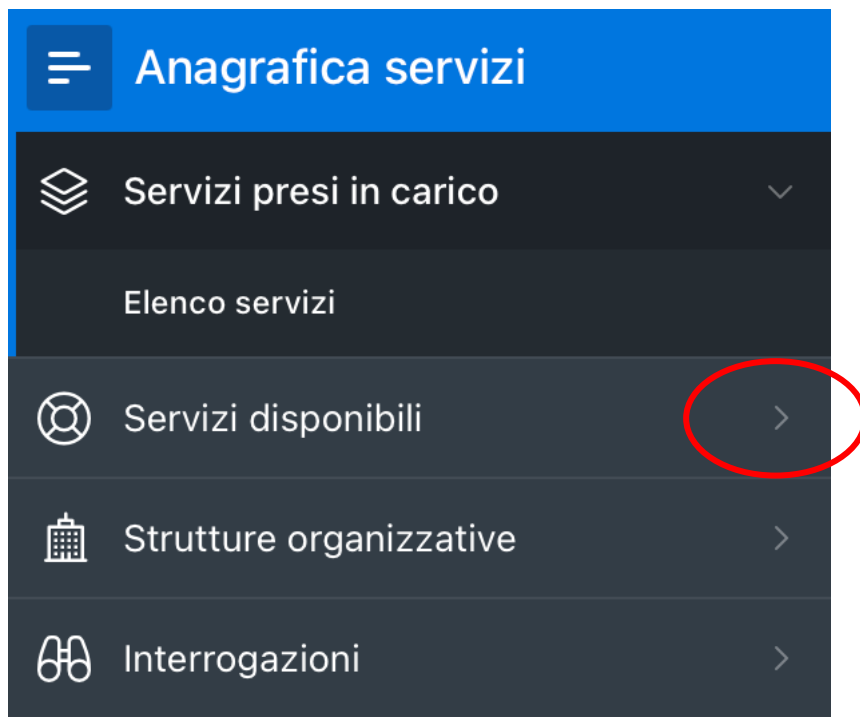 Anagrafica servizi
Servizi presi in carico
Elenco servizi
Servizi disponibili
Strutture organizzative
Interrogazioni